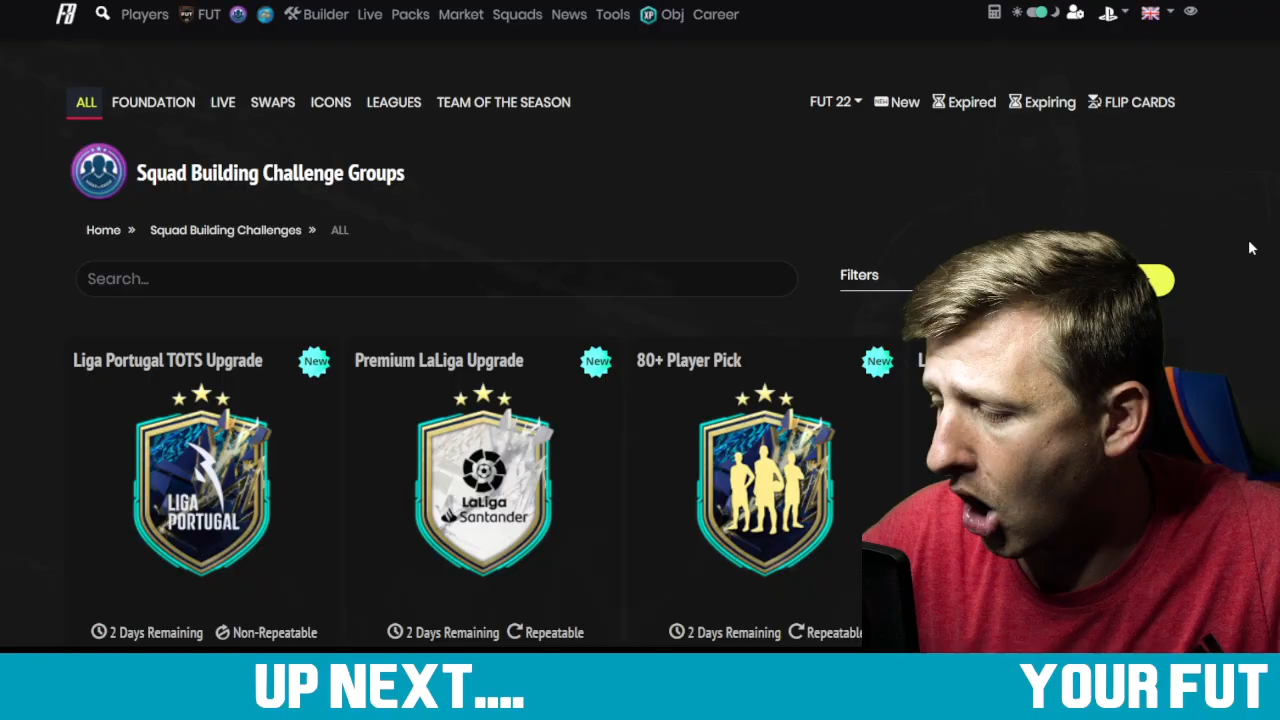 Players FUT Builder Live Packs Market Squads News Tools XP Obj Career
ALL FOUNDATION LIVE SWAPS ICONS LEAGUES TEAM OF THE SEASON
FUT 22 New Expired Expiring FLIP CARDS
Squad Building Challenge Groups
Home » Squad Building Challenges » ALL
Search...
Filters
Liga Portugal TOTS Upgrade New
Premium LaLiga Upgrade New
80+ Player Pick New
LIGA
PORTUGAL
LaLiga
Santander
2 Days Remaining Non-Repeatable
2 Days Remaining Repeatable
2 Days Remaining Repeatable
UP NEXT.... YOUR FUT